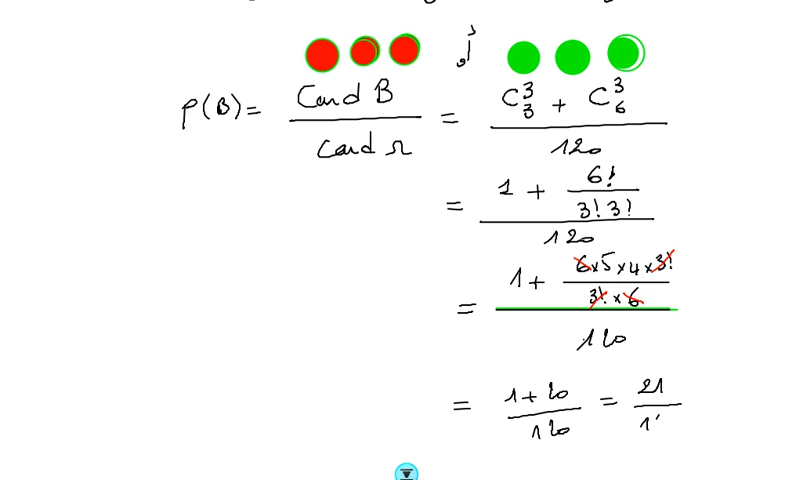 أو
P(B) = Card B / Card Ω = C₃³ + C₆³ / 120
= 1 + 6! / 3! 3! / 120
= 1 + 6×5×4×3! / 3!×6 / 120
= 1+20 / 120 = 21 / 1